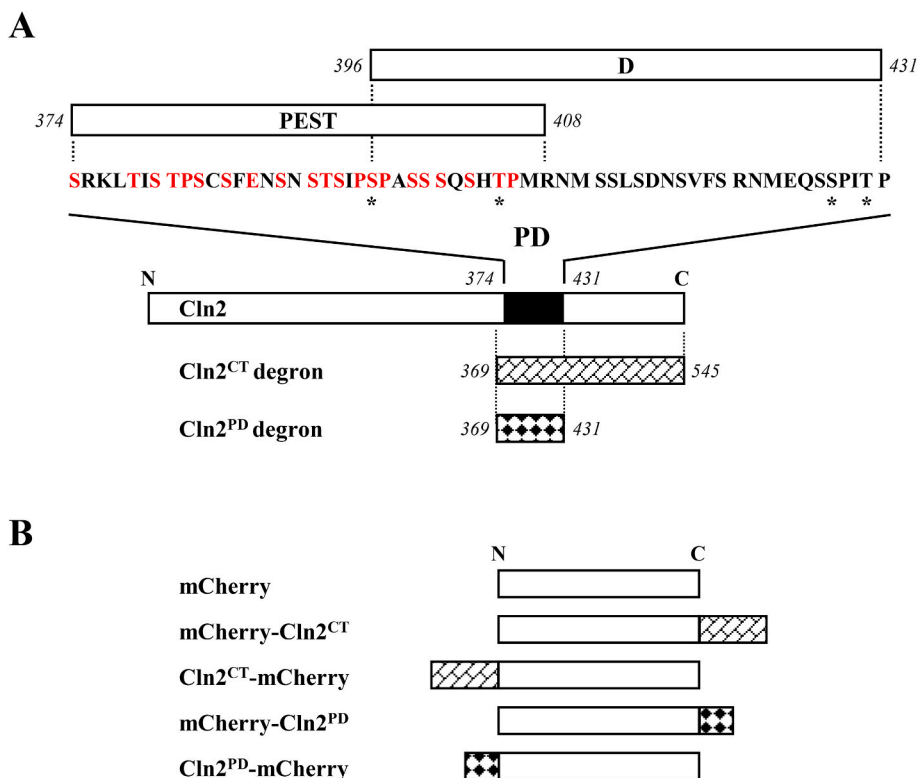 A
396 D 431
374 PEST 408
SRKLTIS TPSCSFENSN STSIPSPASS SQSHTPMRNM SSLSDNSVFS RNMEQSSPIT P
* * * *
PD
N 374 431 C
Cln2
Cln2CT degron 369 545
Cln2PD degron 369 431
B
N C
mCherry
mCherry-Cln2CT
Cln2CT-mCherry
mCherry-Cln2PD
Cln2PD-mCherry